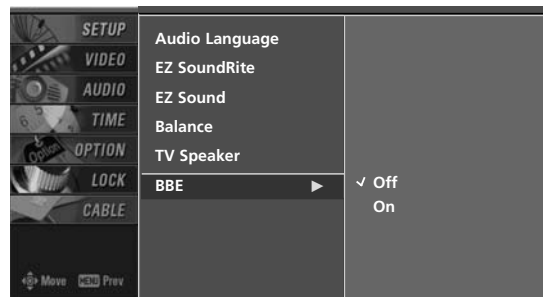 SETUP
VIDEO
AUDIO
TIME
OPTION
LOCK
CABLE
Move MENU Prev
Audio Language
EZ SoundRite
EZ Sound
Balance
TV Speaker
BBE
Off
On